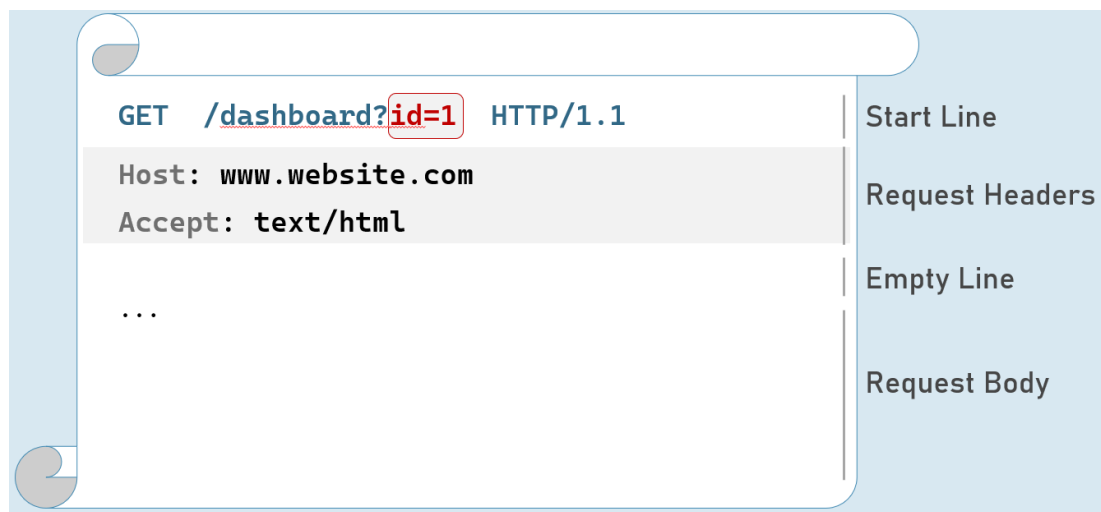 GET /dashboard?id=1 HTTP/1.1
Start Line
Host: www.website.com
Accept: text/html
Request Headers
Empty Line
...
Request Body